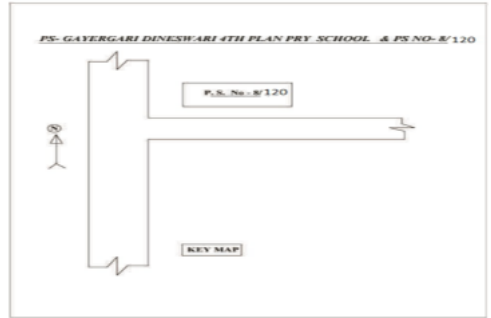 PS- GAYERGARI DINESWARI 4TH PLAN PRY SCHOOL & PS NO- 8/120
P. S. No - 8/120
N
KEY MAP